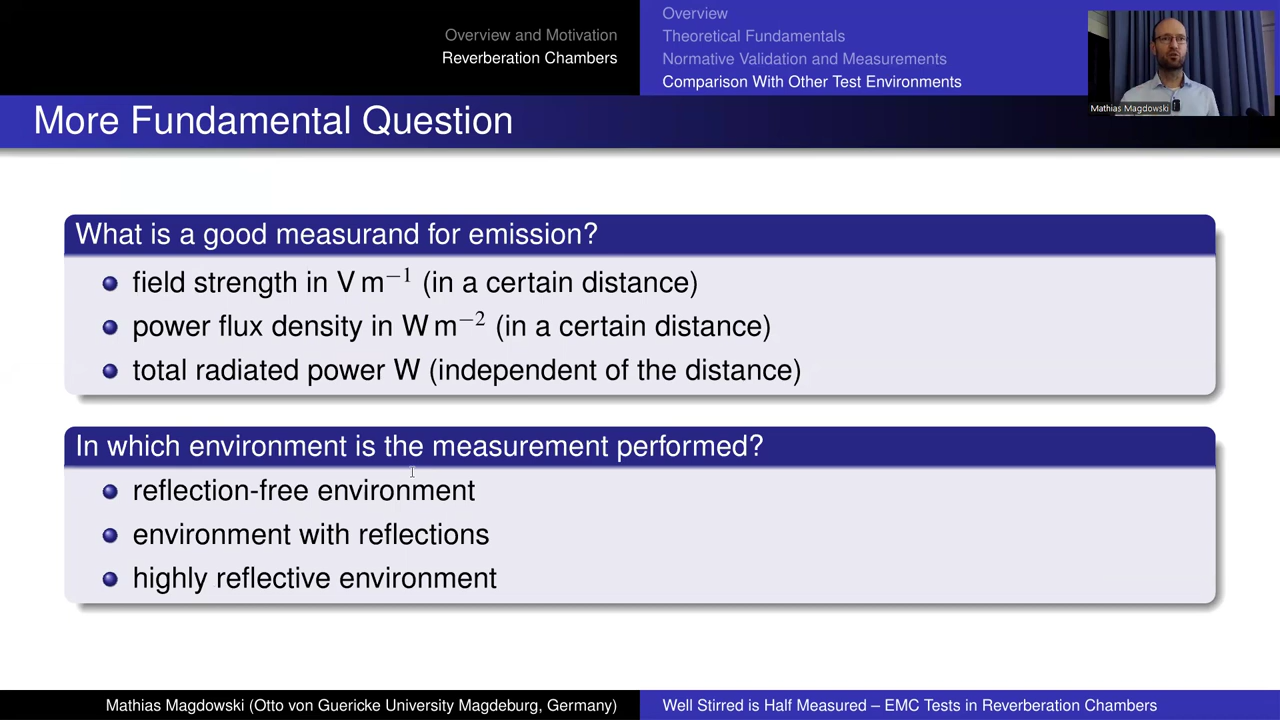 Overview and Motivation
Reverberation Chambers
Overview
Theoretical Fundamentals
Normative Validation and Measurements
Comparison With Other Test Environments
Mathias Magdowski
More Fundamental Question
What is a good measurand for emission?
field strength in V m⁻¹ (in a certain distance)
power flux density in W m⁻² (in a certain distance)
total radiated power W (independent of the distance)
In which environment is the measurement performed?
reflection-free environment
environment with reflections
highly reflective environment
Mathias Magdowski (Otto von Guericke University Magdeburg, Germany)
Well Stirred is Half Measured – EMC Tests in Reverberation Chambers